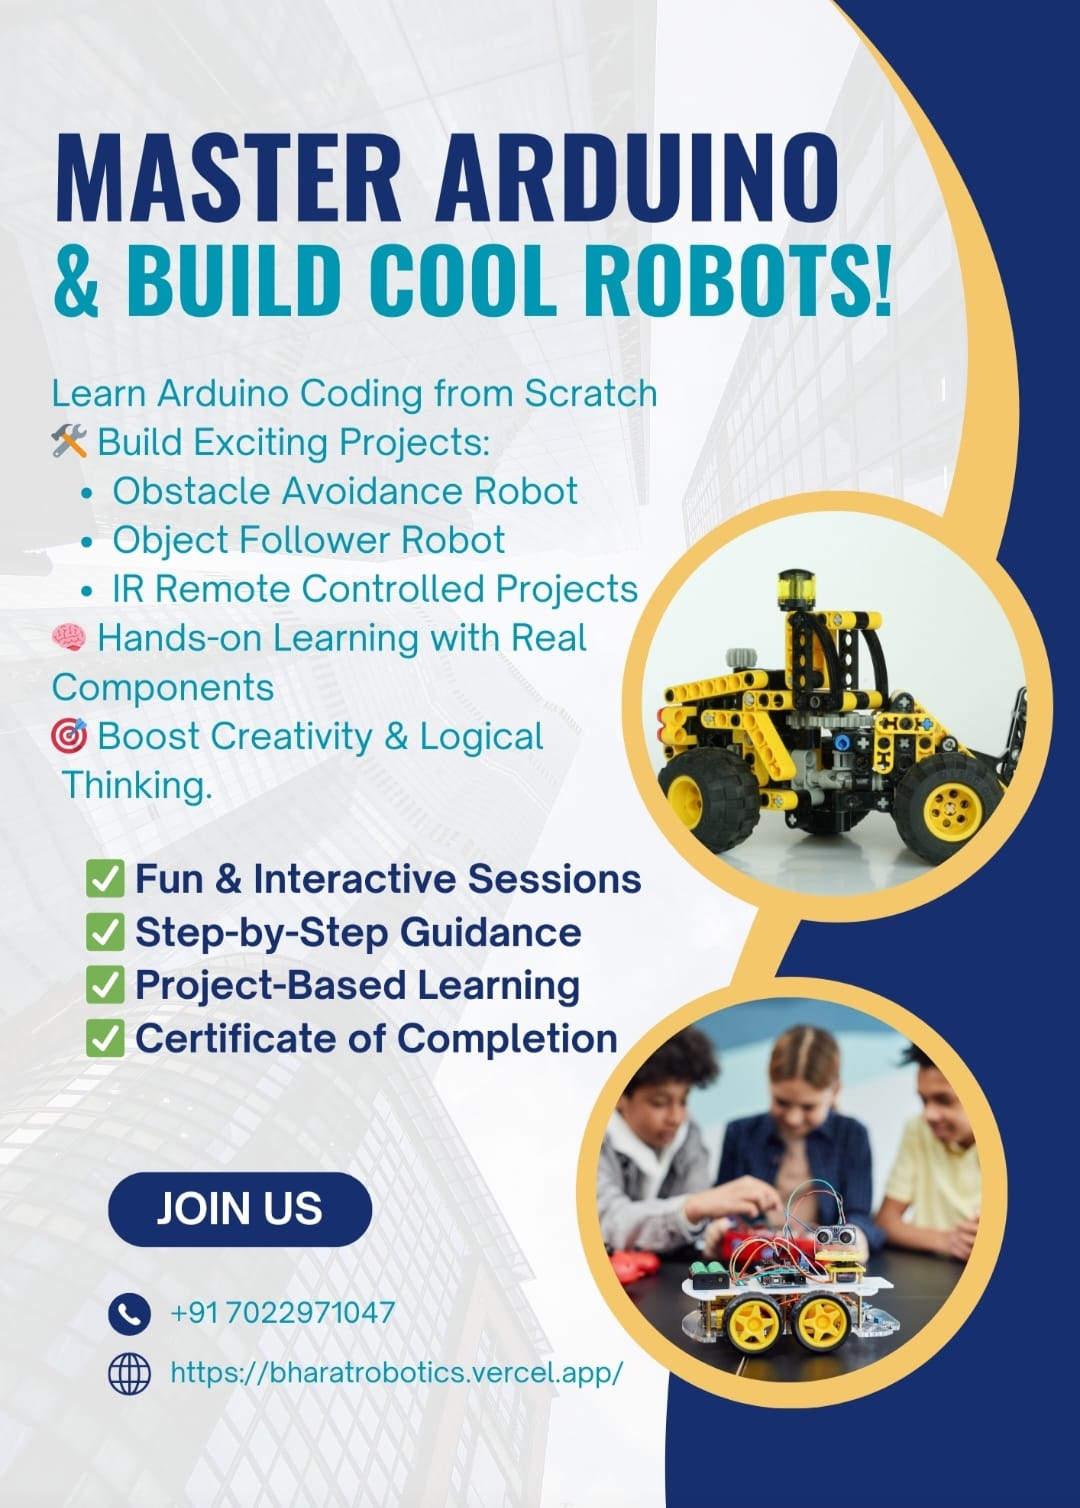 MASTER ARDUINO
& BUILD COOL ROBOTS!
Learn Arduino Coding from Scratch
🛠️ Build Exciting Projects:
• Obstacle Avoidance Robot
• Object Follower Robot
• IR Remote Controlled Projects
🧠 Hands-on Learning with Real
Components
🎯 Boost Creativity & Logical
Thinking.
✅ Fun & Interactive Sessions
✅ Step-by-Step Guidance
✅ Project-Based Learning
✅ Certificate of Completion
JOIN US
+91 7022971047
https://bharatrobotics.vercel.app/